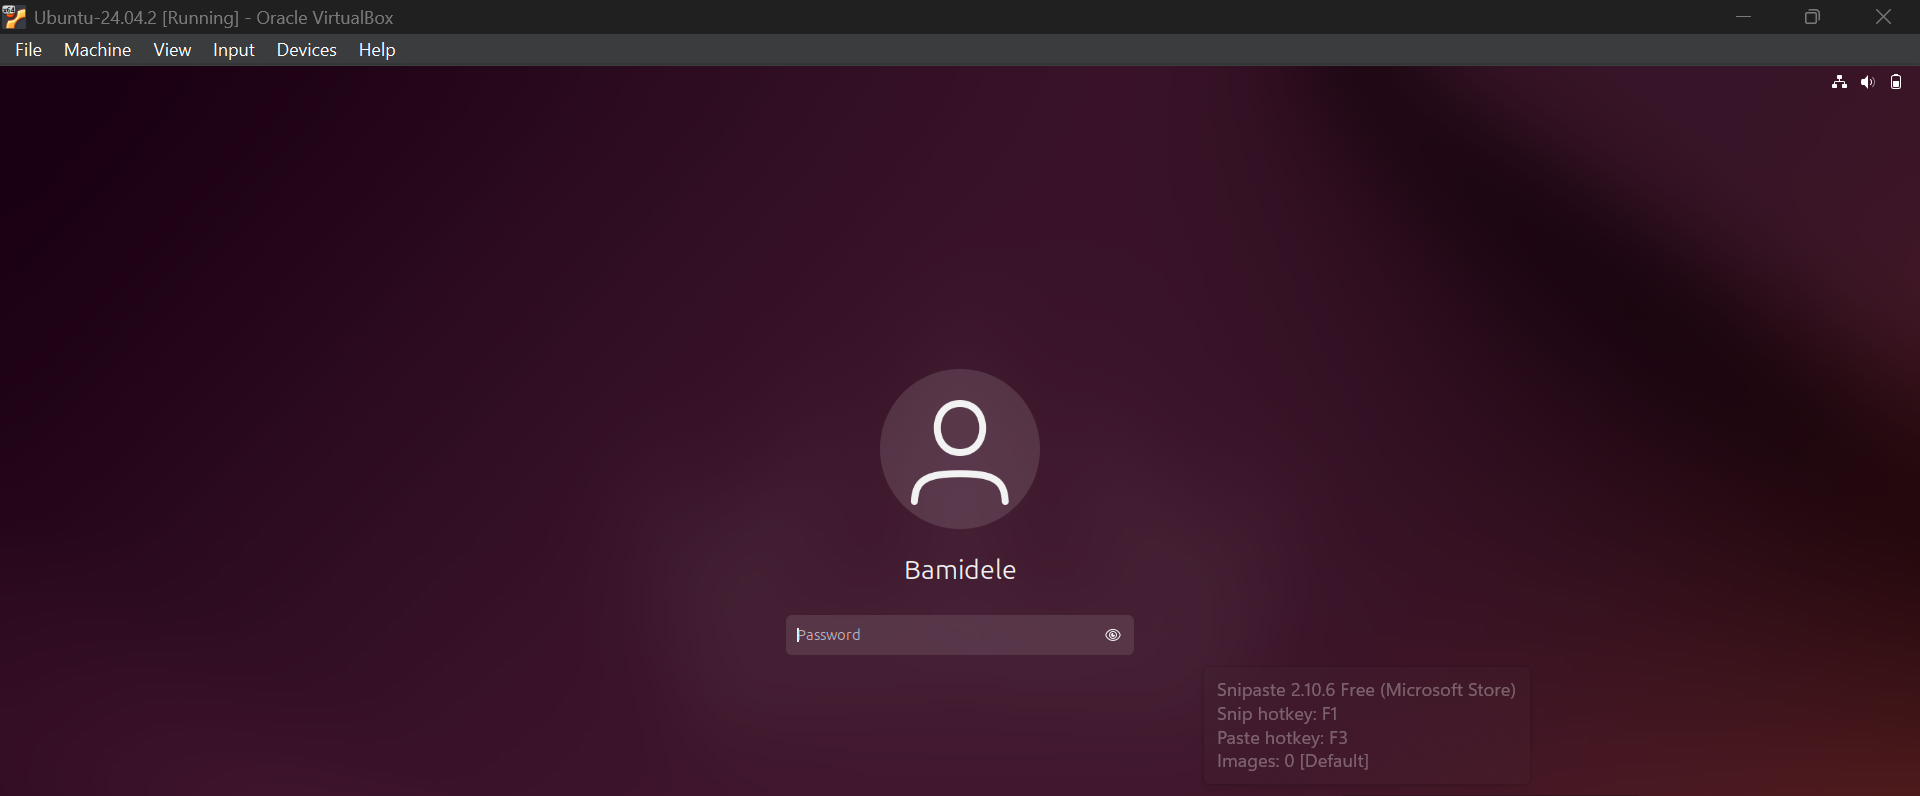 Ubuntu-24.04.2 [Running] - Oracle VirtualBox
File Machine View Input Devices Help
Bamidele
Password
Snipaste 2.10.6 Free (Microsoft Store)
Snip hotkey: F1
Paste hotkey: F3
Images: 0 [Default]